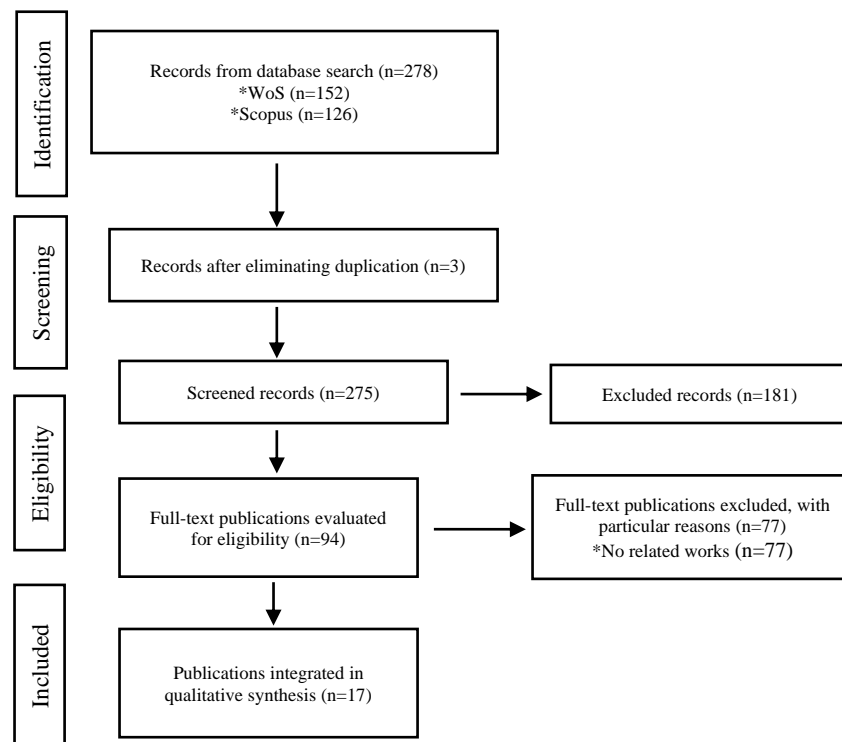 Identification
Records from database search (n=278)
*WoS (n=152)
*Scopus (n=126)
Screening
Records after eliminating duplication (n=3)
Screened records (n=275)
Excluded records (n=181)
Eligibility
Full-text publications evaluated
for eligibility (n=94)
Full-text publications excluded, with
particular reasons (n=77)
*No related works (n=77)
Included
Publications integrated in
qualitative synthesis (n=17)